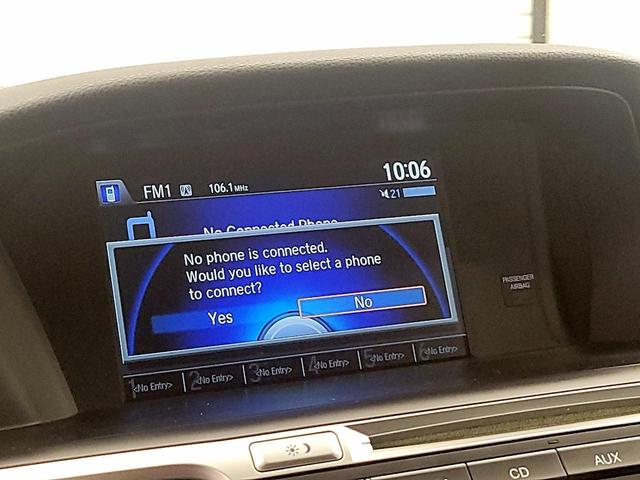 10:06
FM1 106.1 MHz
21
No Connected Phone
No phone is connected.
Would you like to select a phone
to connect?
Yes No
1 <No Entry> 2 <No Entry> 3 <No Entry> 4 <No Entry> 5 <No Entry> 6 <No Entry>
PASSENGER
AIRBAG
CD AUX